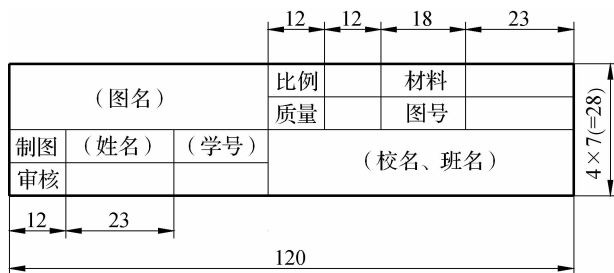 12 12 18 23
比例 材料
(图名)
质量 图号
制图 (姓名) (学号)
(校名、班名)
审核
4×7(=28)
12 23
120